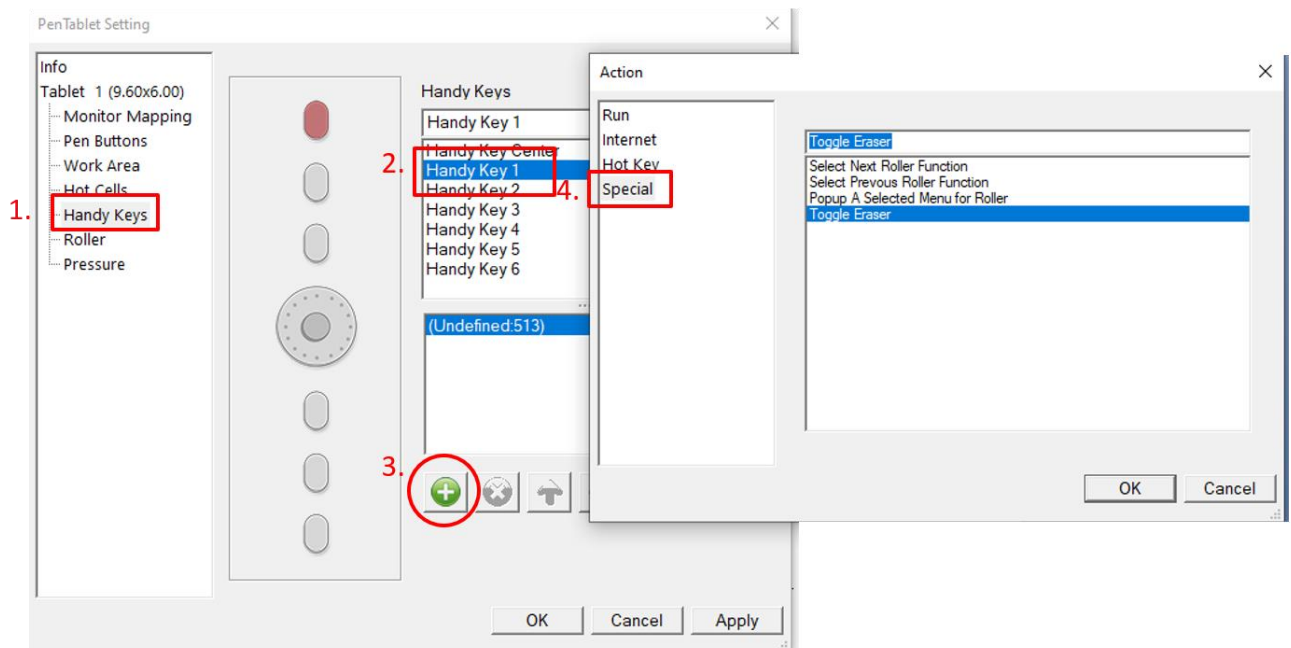 PenTablet Setting
Info
Tablet 1 (9.60x6.00)
Monitor Mapping
Pen Buttons
Work Area
Hot Cells
1.
Handy Keys
Roller
Pressure
Handy Keys
Handy Key 1
Handy Key Center
2.
Handy Key 1
Handy Key 2
Handy Key 3
Handy Key 4
Handy Key 5
Handy Key 6
(Undefined:513)
3.
OK
Cancel
Apply
Action
Run
Internet
Hot Key
4.
Special
Toggle Eraser
Select Next Roller Function
Select Prevous Roller Function
Popup A Selected Menu for Roller
Toggle Eraser
OK
Cancel